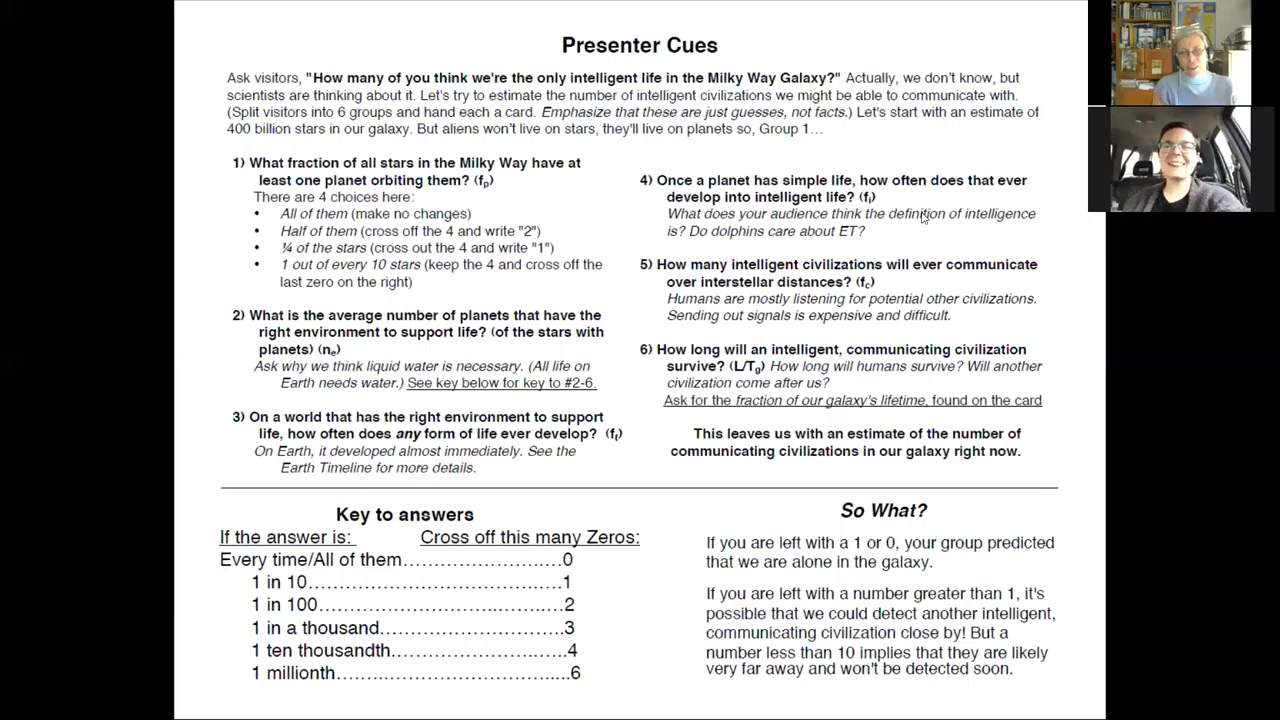 Presenter Cues
Ask visitors, "How many of you think we're the only intelligent life in the Milky Way Galaxy?" Actually, we don't know, but
scientists are thinking about it. Let's try to estimate the number of intelligent civilizations we might be able to communicate with.
(Split visitors into 6 groups and hand each a card. Emphasize that these are just guesses, not facts.) Let's start with an estimate of
400 billion stars in our galaxy. But aliens won't live on stars, they'll live on planets so, Group 1…
1) What fraction of all stars in the Milky Way have at
least one planet orbiting them? (fp)
There are 4 choices here:
• All of them (make no changes)
• Half of them (cross off the 4 and write "2")
• ¼ of the stars (cross out the 4 and write "1")
• 1 out of every 10 stars (keep the 4 and cross off the
last zero on the right)
2) What is the average number of planets that have the
right environment to support life? (of the stars with
planets) (ne)
Ask why we think liquid water is necessary. (All life on
Earth needs water.) See key below for key to #2-6.
3) On a world that has the right environment to support
life, how often does any form of life ever develop? (fl)
On Earth, it developed almost immediately. See the
Earth Timeline for more details.
4) Once a planet has simple life, how often does that ever
develop into intelligent life? (fi)
What does your audience think the definition of intelligence
is? Do dolphins care about ET?
5) How many intelligent civilizations will ever communicate
over interstellar distances? (fc)
Humans are mostly listening for potential other civilizations.
Sending out signals is expensive and difficult.
6) How long will an intelligent, communicating civilization
survive? (L/Tg) How long will humans survive? Will another
civilization come after us?
Ask for the fraction of our galaxy's lifetime, found on the card
This leaves us with an estimate of the number of
communicating civilizations in our galaxy right now.
Key to answers
If the answer is: Cross off this many Zeros:
Every time/All of them……………………..….0
1 in 10…………………………………….…1
1 in 100……………………………..……..…2
1 in a thousand…………………………..….3
1 ten thousandth……………………..…..….4
1 millionth……..…………………………....6
So What?
If you are left with a 1 or 0, your group predicted
that we are alone in the galaxy.
If you are left with a number greater than 1, it's
possible that we could detect another intelligent,
communicating civilization close by! But a
number less than 10 implies that they are likely
very far away and won't be detected soon.